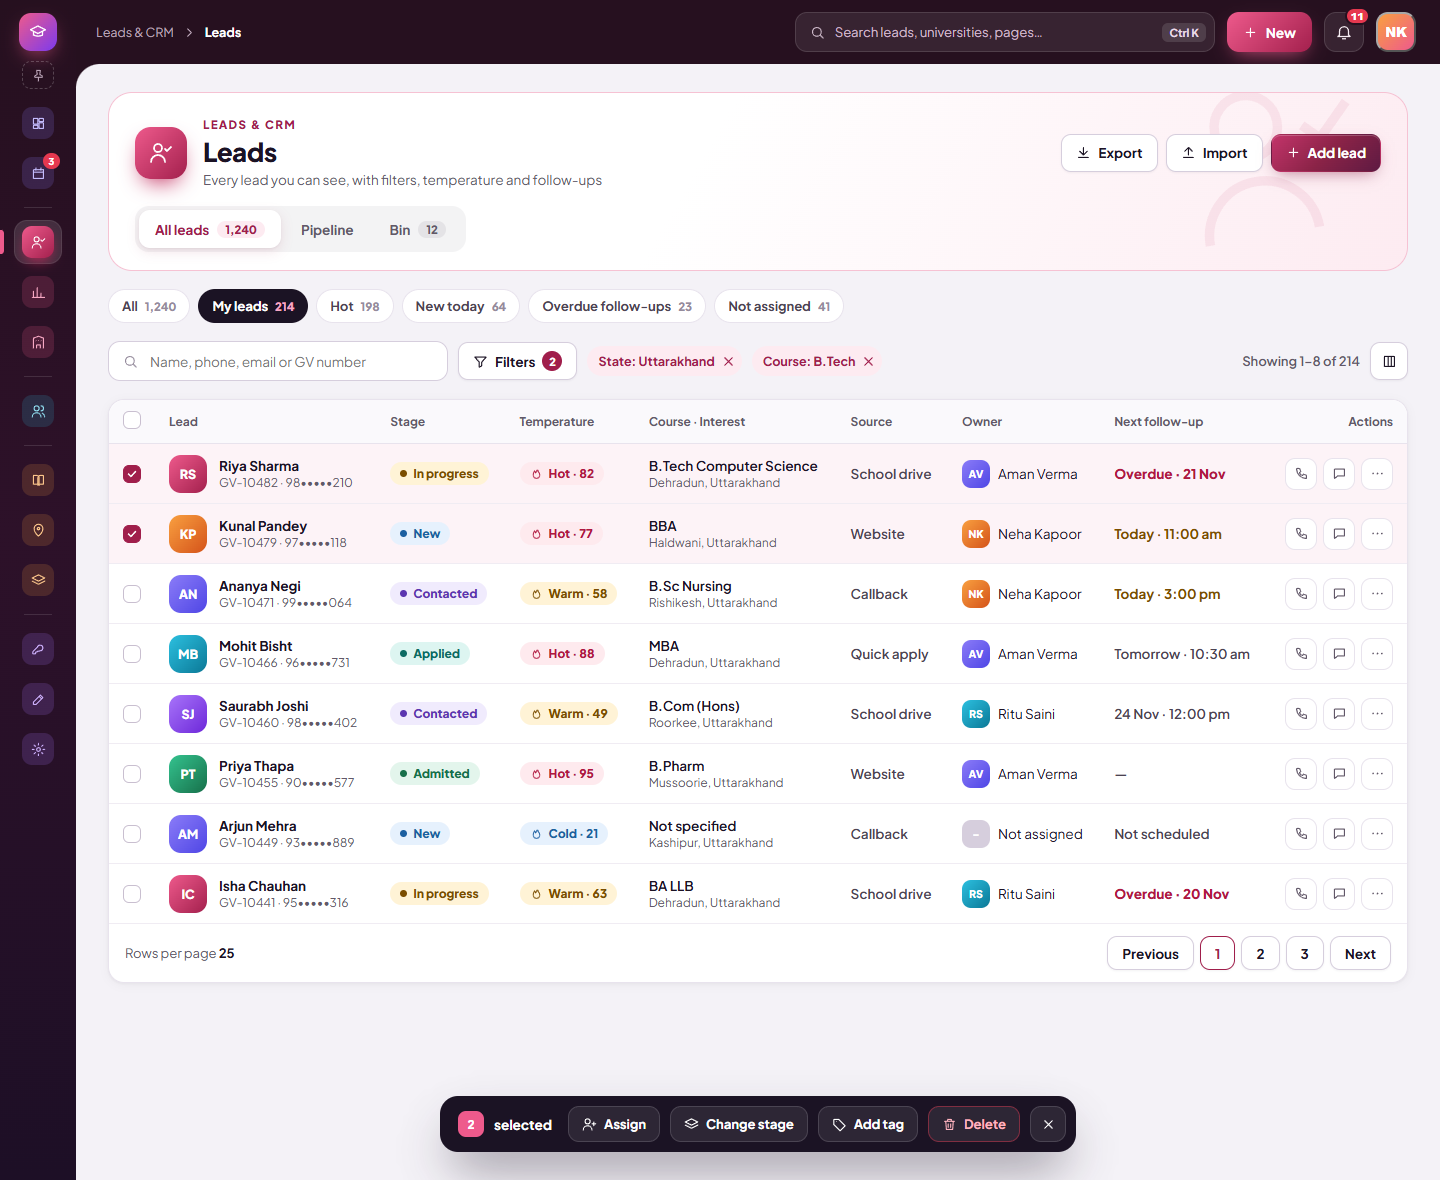 Leads & CRM > Leads
Search leads, universities, pages...
Ctrl K
+ New
11
NK
3
LEADS & CRM
Leads
Every lead you can see, with filters, temperature and follow-ups
Export
Import
+ Add lead
All leads 1,240
Pipeline
Bin 12
All 1,240
My leads 214
Hot 198
New today 64
Overdue follow-ups 23
Not assigned 41
Name, phone, email or GV number
Filters 2
State: Uttarakhand ×
Course: B.Tech ×
Showing 1–8 of 214
Lead Stage Temperature Course · Interest Source Owner Next follow-up Actions
RS Riya Sharma In progress Hot · 82 B.Tech Computer Science School drive AV Aman Verma Overdue · 21 Nov
GV-10482 · 98•••••210 Dehradun, Uttarakhand
KP Kunal Pandey New Hot · 77 BBA Website NK Neha Kapoor Today · 11:00 am
GV-10479 · 97•••••118 Haldwani, Uttarakhand
AN Ananya Negi Contacted Warm · 58 B.Sc Nursing Callback NK Neha Kapoor Today · 3:00 pm
GV-10471 · 99•••••064 Rishikesh, Uttarakhand
MB Mohit Bisht Applied Hot · 88 MBA Quick apply AV Aman Verma Tomorrow · 10:30 am
GV-10466 · 96•••••731 Dehradun, Uttarakhand
SJ Saurabh Joshi Contacted Warm · 49 B.Com (Hons) School drive RS Ritu Saini 24 Nov · 12:00 pm
GV-10460 · 98•••••402 Roorkee, Uttarakhand
PT Priya Thapa Admitted Hot · 95 B.Pharm Website AV Aman Verma —
GV-10455 · 90•••••577 Mussoorie, Uttarakhand
AM Arjun Mehra New Cold · 21 Not specified Callback – Not assigned Not scheduled
GV-10449 · 93•••••889 Kashipur, Uttarakhand
IC Isha Chauhan In progress Warm · 63 BA LLB School drive RS Ritu Saini Overdue · 20 Nov
GV-10441 · 95•••••316 Dehradun, Uttarakhand
Rows per page 25
Previous 1 2 3 Next
2 selected Assign Change stage Add tag Delete ×